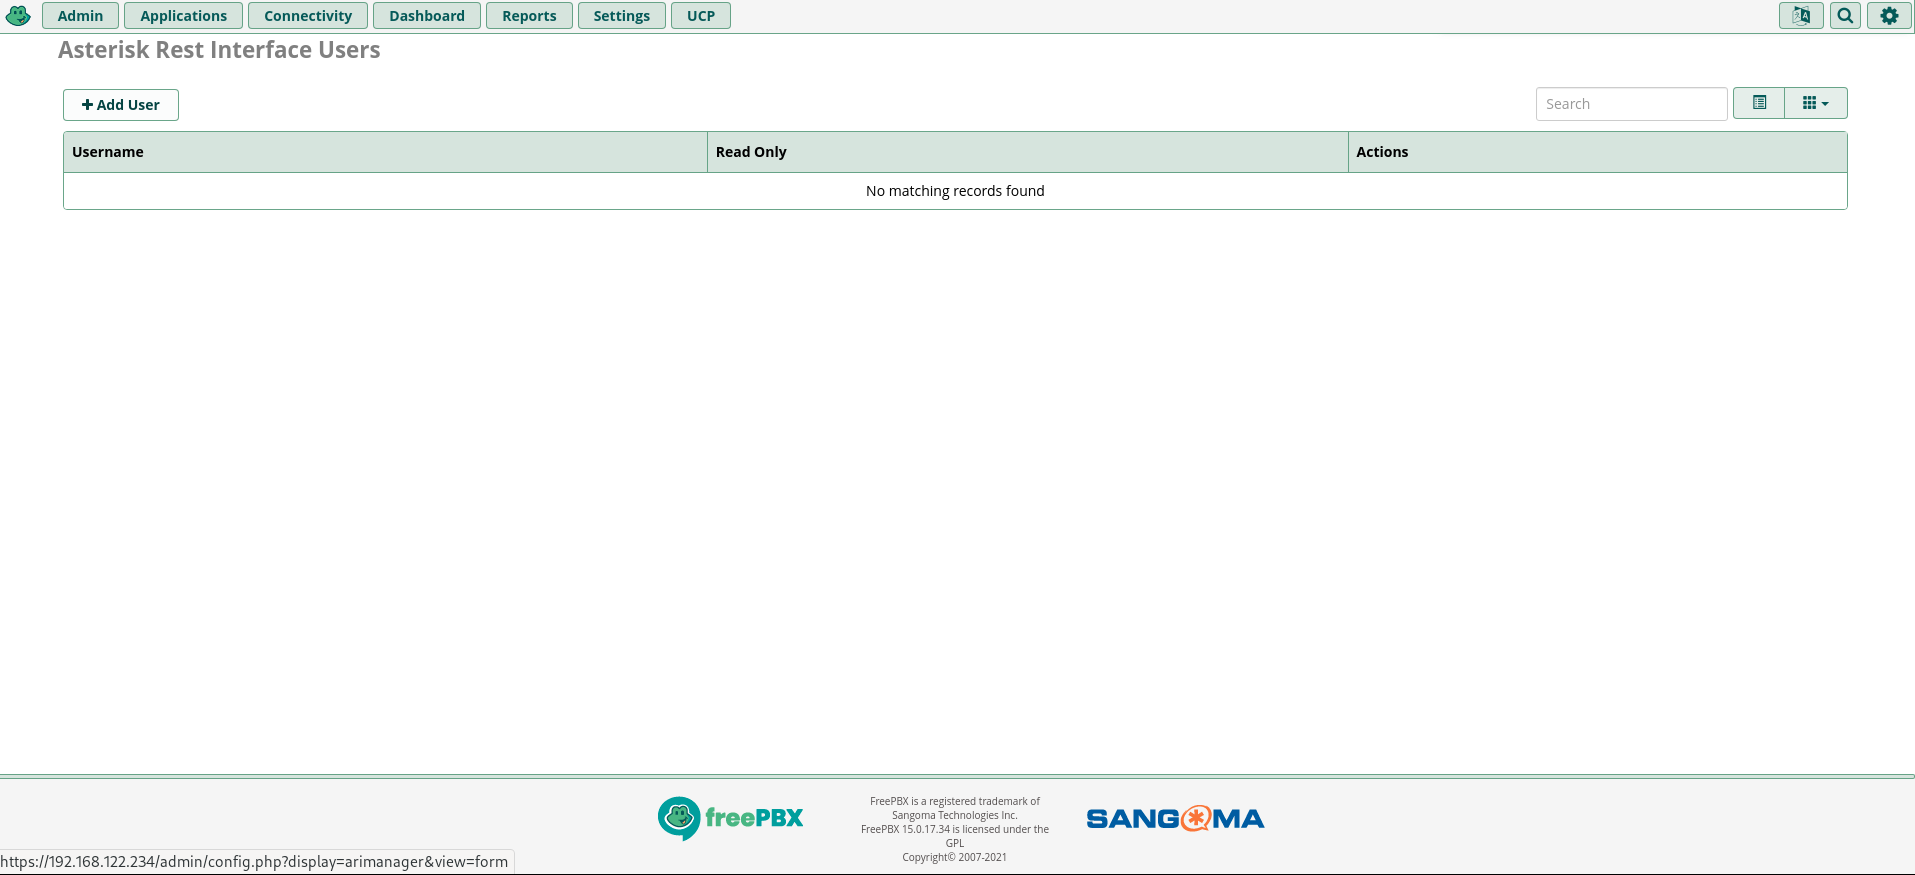 Admin Applications Connectivity Dashboard Reports Settings UCP
Asterisk Rest Interface Users
Add User
Search
Username Read Only Actions
No matching records found
freePBX
FreePBX is a registered trademark of
Sangoma Technologies Inc.
FreePBX 15.0.17.34 is licensed under the
GPL
Copyright© 2007-2021
SANGOMA
https://192.168.122.234/admin/config.php?display=arimanager&view=form